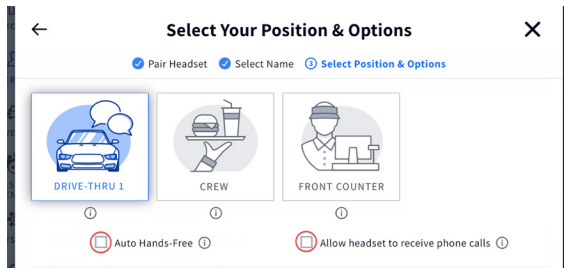 Select Your Position & Options
Pair Headset Select Name 3 Select Position & Options
DRIVE-THRU 1 CREW FRONT COUNTER
Auto Hands-Free Allow headset to receive phone calls